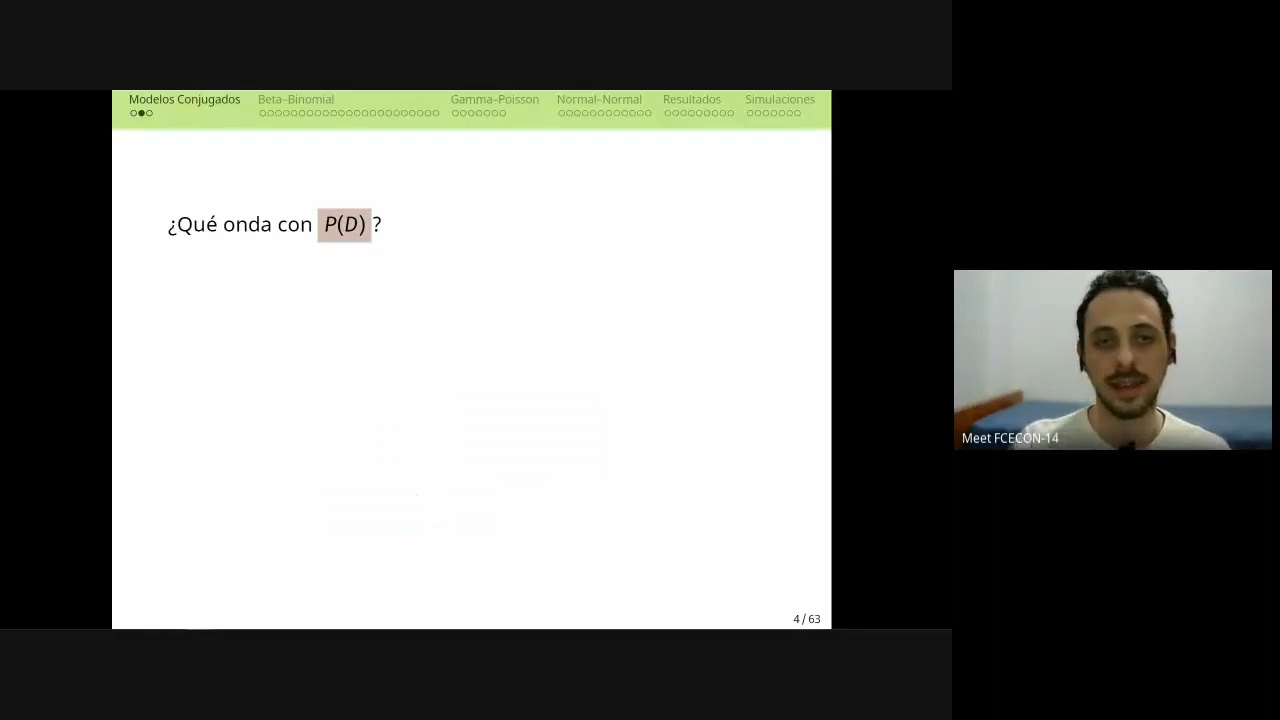 Modelos Conjugados Beta–Binomial Gamma–Poisson Normal–Normal Resultados Simulaciones
¿Qué onda con P(D) ?
Meet FCECON-14
4 / 63